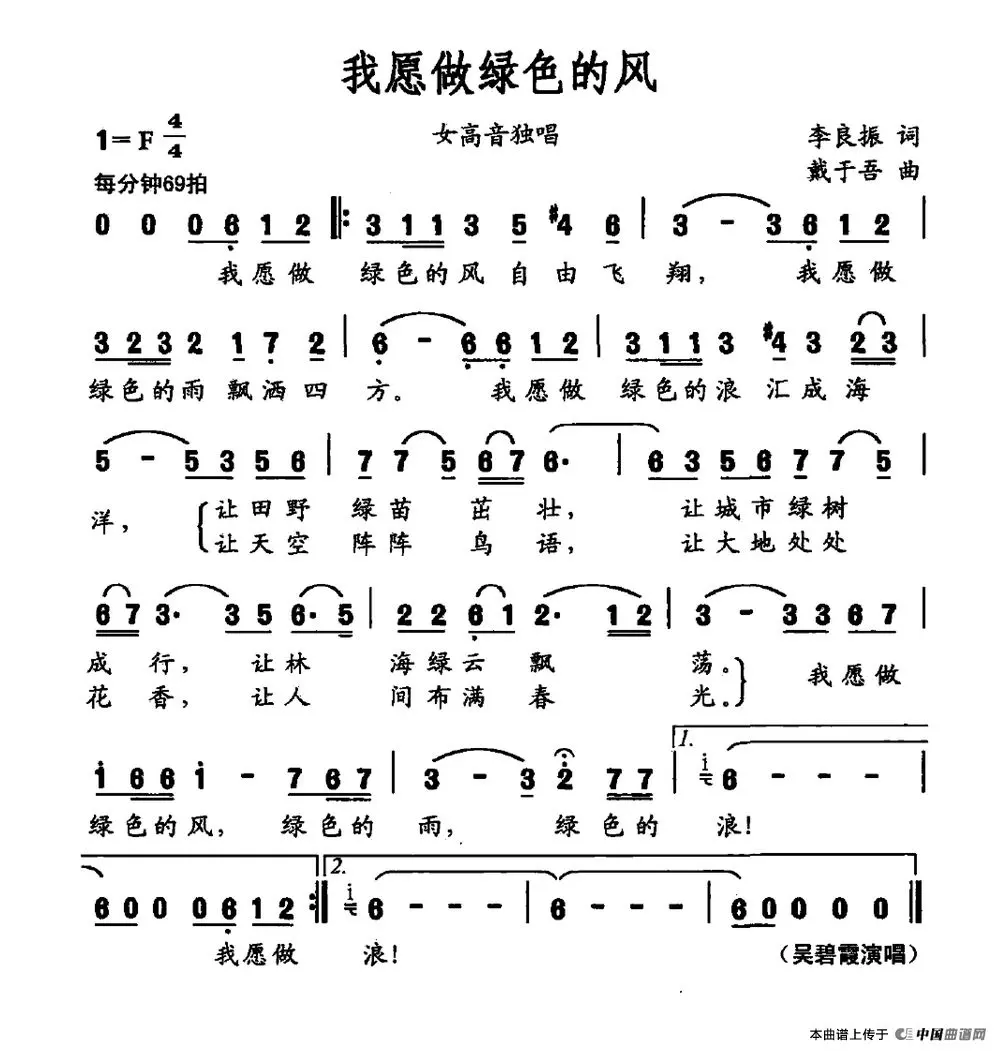 我愿做绿色的风
1=F 4/4 女高音独唱 李良振 词
每分钟69拍 戴于吾 曲
0 0 0 6 1 2 3 1 1 3 5 #4 6 3 - 3 6 1 2
我愿做 绿色的风自由飞 翔， 我愿做
3 2 3 2 1 7 2 6 - 6 6 1 2 3 1 1 3 #4 3 2 3
绿色的雨飘洒四 方。 我愿做 绿色的浪 汇成海
5 - 5 3 5 6 7 7 5 6 7 6· 6 3 5 6 7 7 5
洋， 让田野 绿苗 茁 壮， 让城市绿树
让天空 阵阵 鸟 语， 让大地处处
6 7 3· 3 5 6· 5 2 2 6 1 2· 1 2 3 - 3 3 6 7
成 行， 让林 海绿云飘 荡。 我愿做
花 香， 让人 间布满春 光。
i 6 6 i - 7 6 7 3 - 3 2 7 7 1. i 6 - - -
绿色的风， 绿色的 雨， 绿色的 浪！
6 0 0 0 6 1 2 2. i 6 - - - 6 - - - 6 0 0 0 0
我愿做 浪！ （吴碧霞演唱）
本曲谱上传于 中国曲谱网